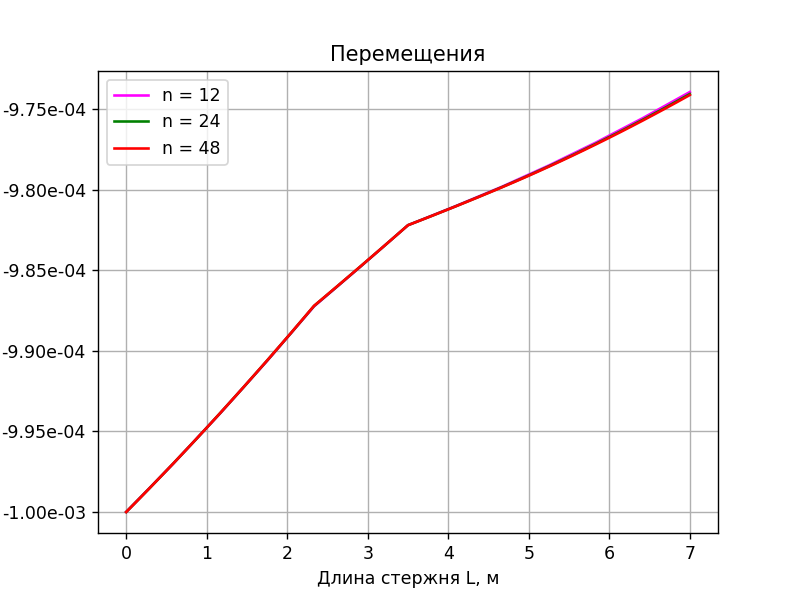 Перемещения
n = 12
n = 24
n = 48
-9.75e-04
-9.80e-04
-9.85e-04
-9.90e-04
-9.95e-04
-1.00e-03
0 1 2 3 4 5 6 7
Длина стержня L, м